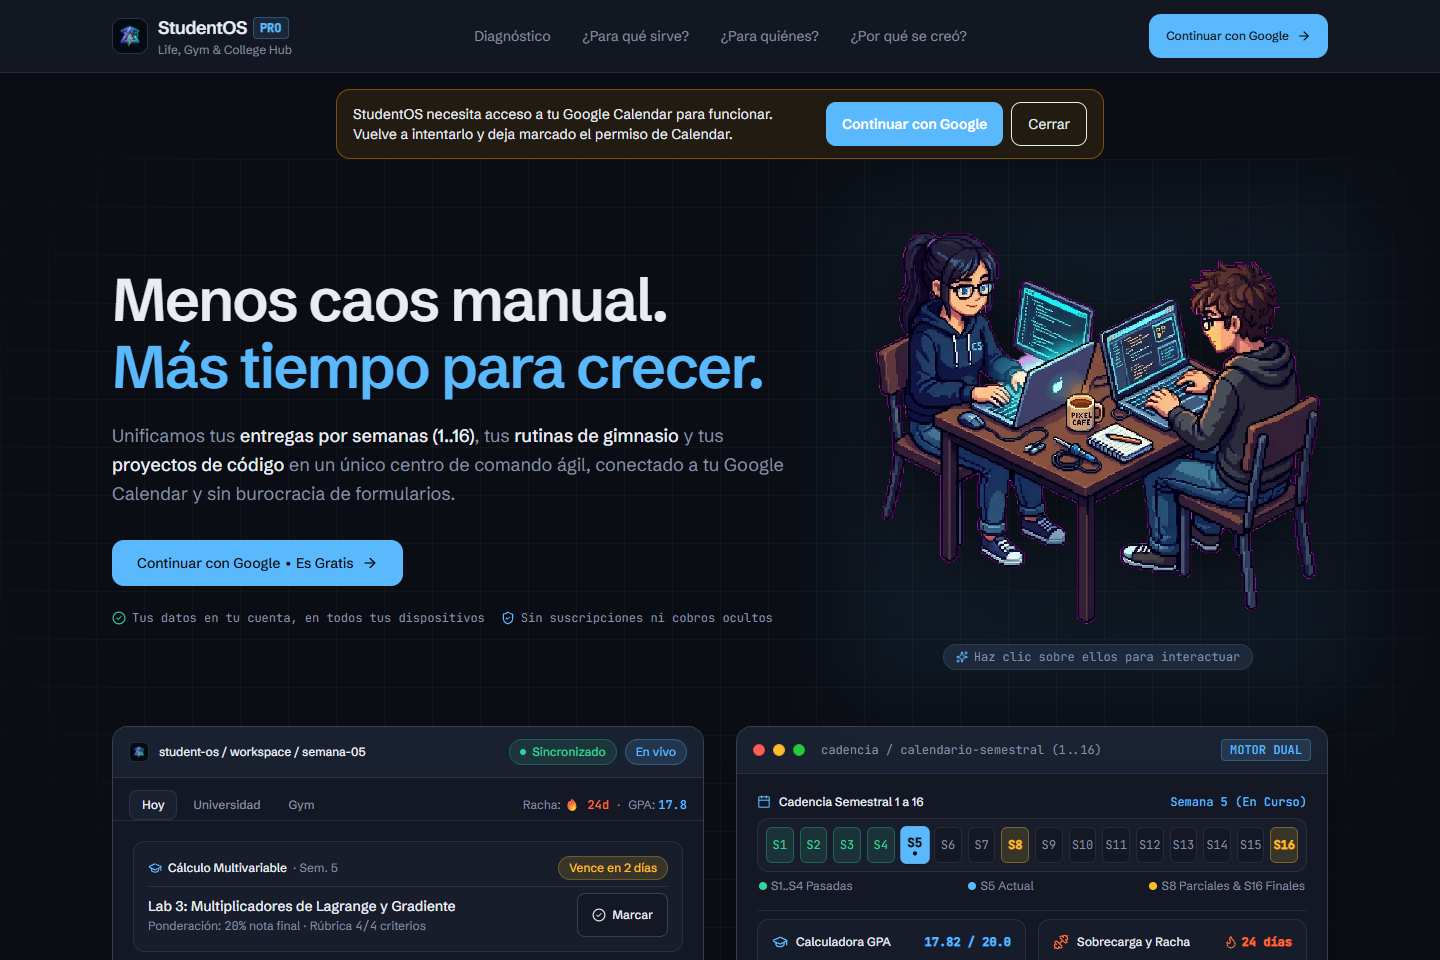 StudentOS PRO
Life, Gym & College Hub
Diagnóstico
¿Para qué sirve?
¿Para quiénes?
¿Por qué se creó?
Continuar con Google →
StudentOS necesita acceso a tu Google Calendar para funcionar.
Vuelve a intentarlo y deja marcado el permiso de Calendar.
Continuar con Google
Cerrar
Menos caos manual.
Más tiempo para crecer.
Unificamos tus entregas por semanas (1..16), tus rutinas de gimnasio y tus
proyectos de código en un único centro de comando ágil, conectado a tu Google
Calendar y sin burocracia de formularios.
Continuar con Google • Es Gratis →
Tus datos en tu cuenta, en todos tus dispositivos
Sin suscripciones ni cobros ocultos
CS
PIXEL
CAFÉ
Haz clic sobre ellos para interactuar
student-os / workspace / semana-05
Sincronizado
En vivo
Hoy
Universidad
Gym
Racha: 🔥 24d · GPA: 17.8
Cálculo Multivariable · Sem. 5
Vence en 2 días
Lab 3: Multiplicadores de Lagrange y Gradiente
Ponderación: 20% nota final · Rúbrica 4/4 criterios
Marcar
cadencia / calendario-semestral (1..16)
MOTOR DUAL
Cadencia Semestral 1 a 16
Semana 5 (En Curso)
S1 S2 S3 S4 S5 S6 S7 S8 S9 S10 S11 S12 S13 S14 S15 S16
S1..S4 Pasadas
S5 Actual
S8 Parciales & S16 Finales
Calculadora GPA
17.82 / 20.0
Sobrecarga y Racha
24 días